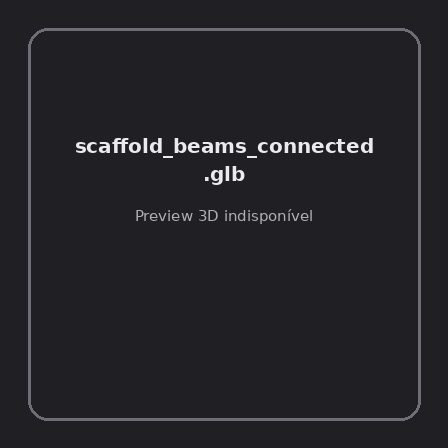 scaffold_beams_connected
.glb
Preview 3D indisponível